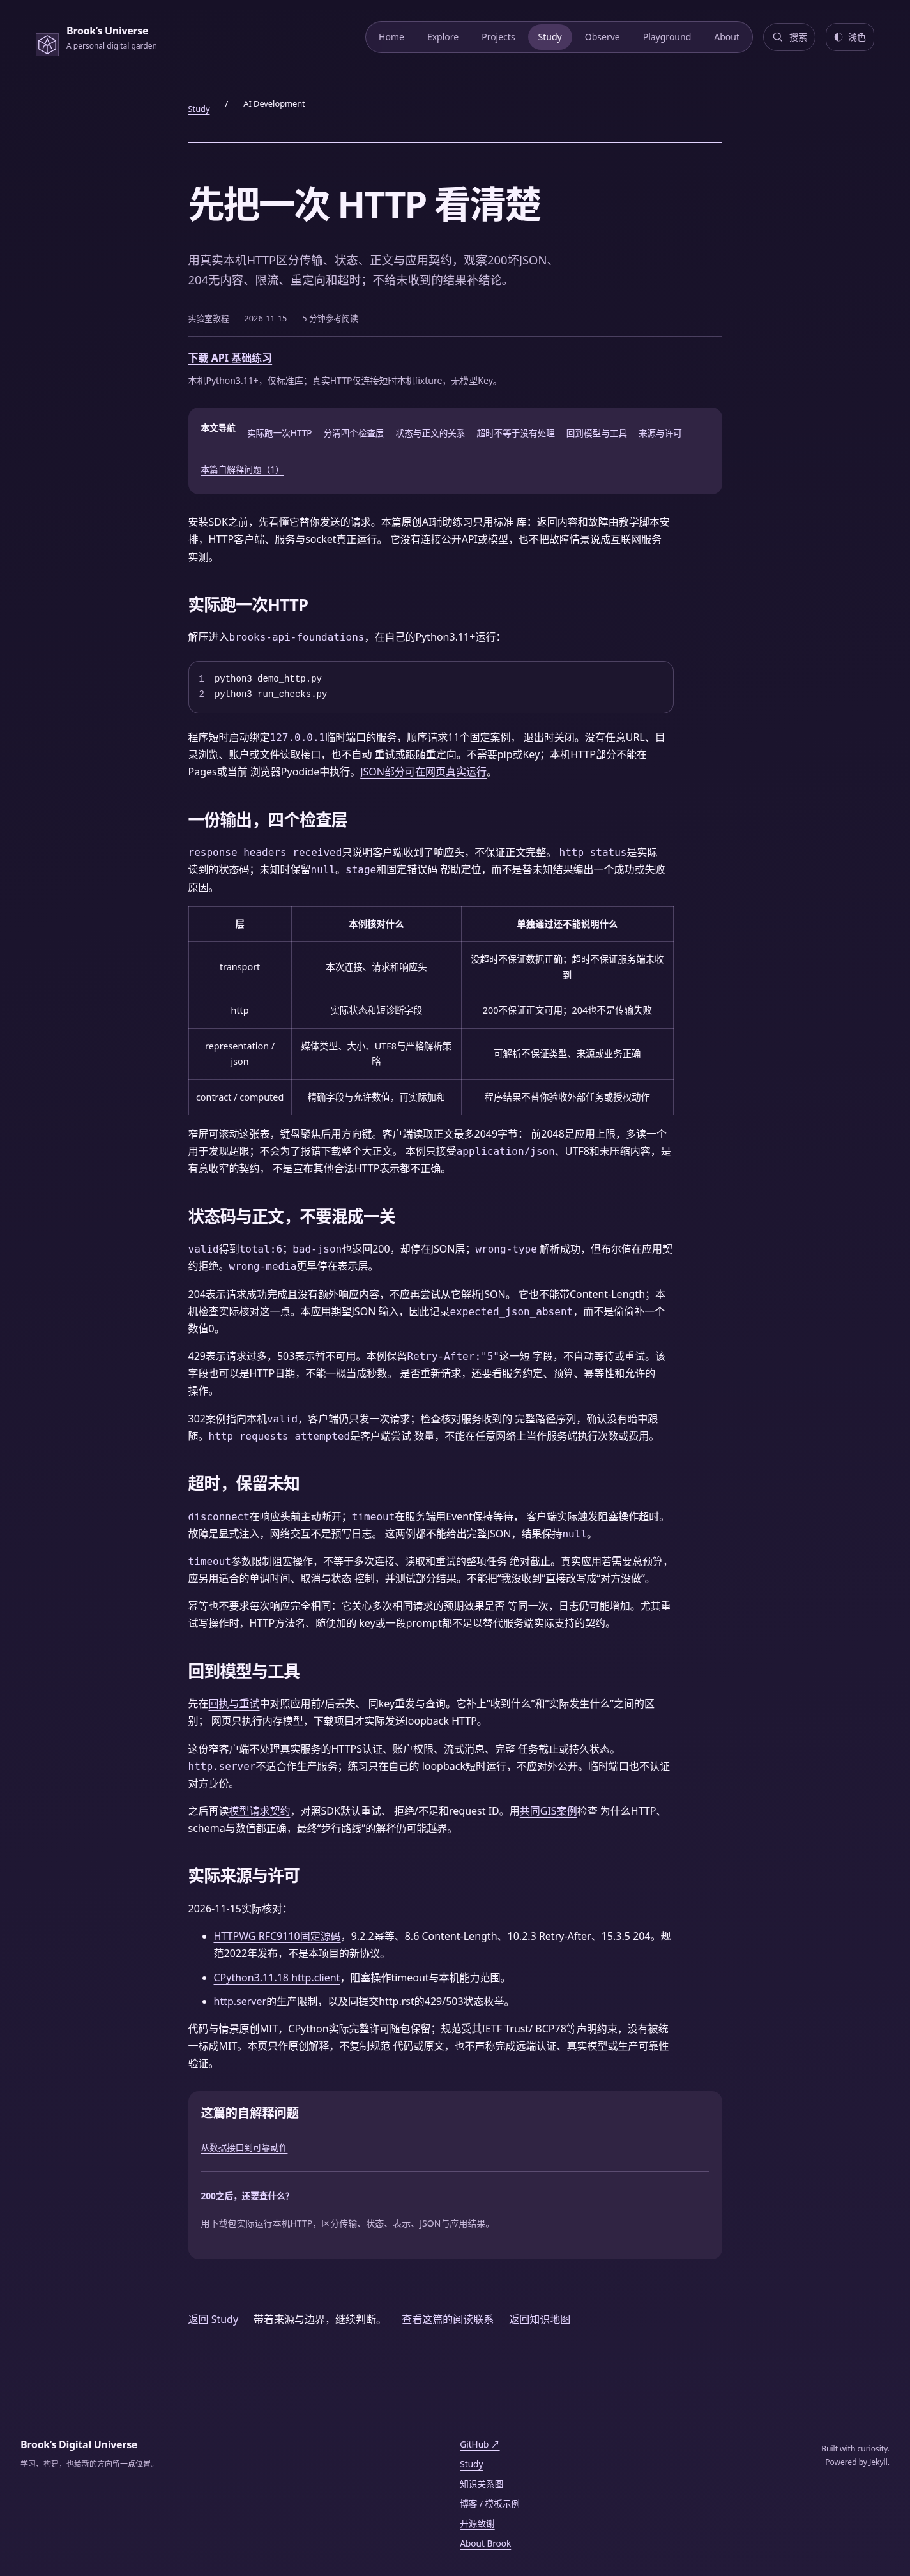 Brook’s Universe
A personal digital garden
Home Explore Projects Study Observe Playground About 搜索 浅色
Study / AI Development
先把一次 HTTP 看清楚
用真实本机HTTP区分传输、状态、正文与应用契约，观察200坏JSON、
204无内容、限流、重定向和超时；不给未收到的结果补结论。
实验室教程 2026-11-15 5 分钟参考阅读
下载 API 基础练习
本机Python3.11+，仅标准库；真实HTTP仅连接短时本机fixture，无模型Key。
本文导航 实际跑一次HTTP 分清四个检查层 状态与正文的关系 超时不等于没有处理 回到模型与工具 来源与许可
本篇自解释问题（1）
安装SDK之前，先看懂它替你发送的请求。本篇原创AI辅助练习只用标准 库：返回内容和故障由教学脚本安
排，HTTP客户端、服务与socket真正运行。 它没有连接公开API或模型，也不把故障情景说成互联网服务
实测。
实际跑一次HTTP
解压进入brooks-api-foundations，在自己的Python3.11+运行：
1 python3 demo_http.py
2 python3 run_checks.py
程序短时启动绑定127.0.0.1临时端口的服务，顺序请求11个固定案例， 退出时关闭。没有任意URL、目
录浏览、账户或文件读取接口，也不自动 重试或跟随重定向。不需要pip或Key；本机HTTP部分不能在
Pages或当前 浏览器Pyodide中执行。JSON部分可在网页真实运行。
一份输出，四个检查层
response_headers_received只说明客户端收到了响应头，不保证正文完整。 http_status是实际
读到的状态码；未知时保留null。stage和固定错误码 帮助定位，而不是替未知结果编出一个成功或失败
原因。
层 本例核对什么 单独通过还不能说明什么
transport 本次连接、请求和响应头 没超时不保证数据正确；超时不保证服务端未收
到
http 实际状态和短诊断字段 200不保证正文可用；204也不是传输失败
representation / 媒体类型、大小、UTF8与严格解析策 可解析不保证类型、来源或业务正确
json 略
contract / computed 精确字段与允许数值，再实际加和 程序结果不替你验收外部任务或授权动作
窄屏可滚动这张表，键盘聚焦后用方向键。客户端读取正文最多2049字节： 前2048是应用上限，多读一个
用于发现超限；不会为了报错下载整个大正文。 本例只接受application/json、UTF8和未压缩内容，是
有意收窄的契约， 不是宣布其他合法HTTP表示都不正确。
状态码与正文，不要混成一关
valid得到total:6；bad-json也返回200，却停在JSON层；wrong-type 解析成功，但布尔值在应用契
约拒绝。wrong-media更早停在表示层。
204表示请求成功完成且没有额外响应内容，不应再尝试从它解析JSON。 它也不能带Content-Length；本
机检查实际核对这一点。本应用期望JSON 输入，因此记录expected_json_absent，而不是偷偷补一个
数值0。
429表示请求过多，503表示暂不可用。本例保留Retry-After:"5"这一短 字段，不自动等待或重试。该
字段也可以是HTTP日期，不能一概当成秒数。 是否重新请求，还要看服务约定、预算、幂等性和允许的
操作。
302案例指向本机valid，客户端仍只发一次请求；检查核对服务收到的 完整路径序列，确认没有暗中跟
随。http_requests_attempted是客户端尝试 数量，不能在任意网络上当作服务端执行次数或费用。
超时，保留未知
disconnect在响应头前主动断开；timeout在服务端用Event保持等待， 客户端实际触发阻塞操作超时。
故障是显式注入，网络交互不是预写日志。 这两例都不能给出完整JSON，结果保持null。
timeout参数限制阻塞操作，不等于多次连接、读取和重试的整项任务 绝对截止。真实应用若需要总预算，
应另用适合的单调时间、取消与状态 控制，并测试部分结果。不能把“我没收到”直接改写成“对方没做”。
幂等也不要求每次响应完全相同：它关心多次相同请求的预期效果是否 等同一次，日志仍可能增加。尤其重
试写操作时，HTTP方法名、随便加的 key或一段prompt都不足以替代服务端实际支持的契约。
回到模型与工具
先在回执与重试中对照应用前/后丢失、 同key重发与查询。它补上“收到什么”和“实际发生什么”之间的区
别； 网页只执行内存模型，下载项目才实际发送loopback HTTP。
这份窄客户端不处理真实服务的HTTPS认证、账户权限、流式消息、完整 任务截止或持久状态。
http.server不适合作生产服务；练习只在自己的 loopback短时运行，不应对外公开。临时端口也不认证
对方身份。
之后再读模型请求契约，对照SDK默认重试、 拒绝/不足和request ID。用共同GIS案例检查 为什么HTTP、
schema与数值都正确，最终“步行路线”的解释仍可能越界。
实际来源与许可
2026-11-15实际核对：
• HTTPWG RFC9110固定源码，9.2.2幂等、8.6 Content-Length、10.2.3 Retry-After、15.3.5 204。规
范2022年发布，不是本项目的新协议。
• CPython3.11.18 http.client，阻塞操作timeout与本机能力范围。
• http.server的生产限制，以及同提交http.rst的429/503状态枚举。
代码与情景原创MIT，CPython实际完整许可随包保留；规范受其IETF Trust/ BCP78等声明约束，没有被统
一标成MIT。本页只作原创解释，不复制规范 代码或原文，也不声称完成远端认证、真实模型或生产可靠性
验证。
这篇的自解释问题
从数据接口到可靠动作
200之后，还要查什么？
用下载包实际运行本机HTTP，区分传输、状态、表示、JSON与应用结果。
返回 Study 带着来源与边界，继续判断。 查看这篇的阅读联系 返回知识地图
Brook’s Digital Universe
学习、构建，也给新的方向留一点位置。
GitHub ↗
Study
知识关系图
博客 / 模板示例
开源致谢
About Brook
Built with curiosity.
Powered by Jekyll.